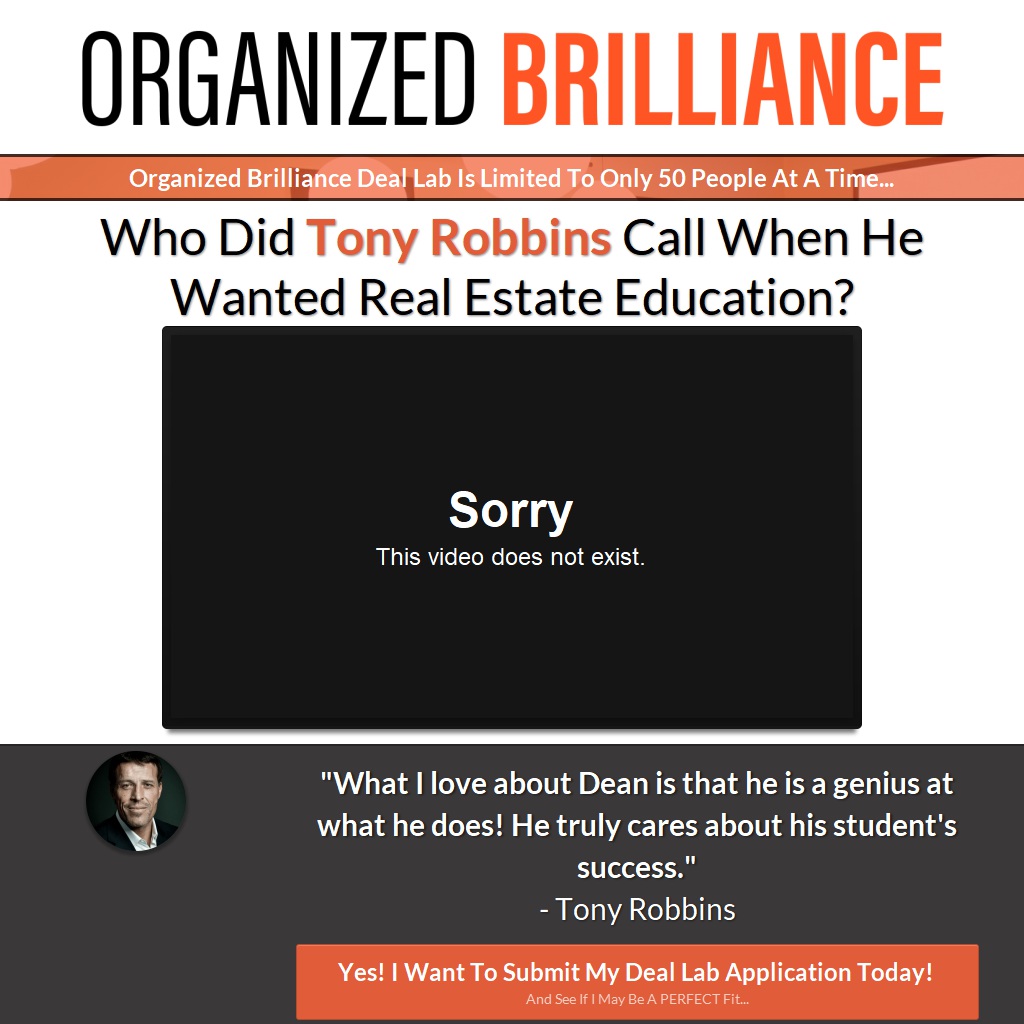 ORGANIZED BRILLIANCE
Organized Brilliance Deal Lab Is Limited To Only 50 People At A Time...
Who Did Tony Robbins Call When He
Wanted Real Estate Education?
Sorry
This video does not exist.
"What I love about Dean is that he is a genius at
what he does! He truly cares about his student's
success."
- Tony Robbins
Yes! I Want To Submit My Deal Lab Application Today!
And See If I May Be A PERFECT Fit...